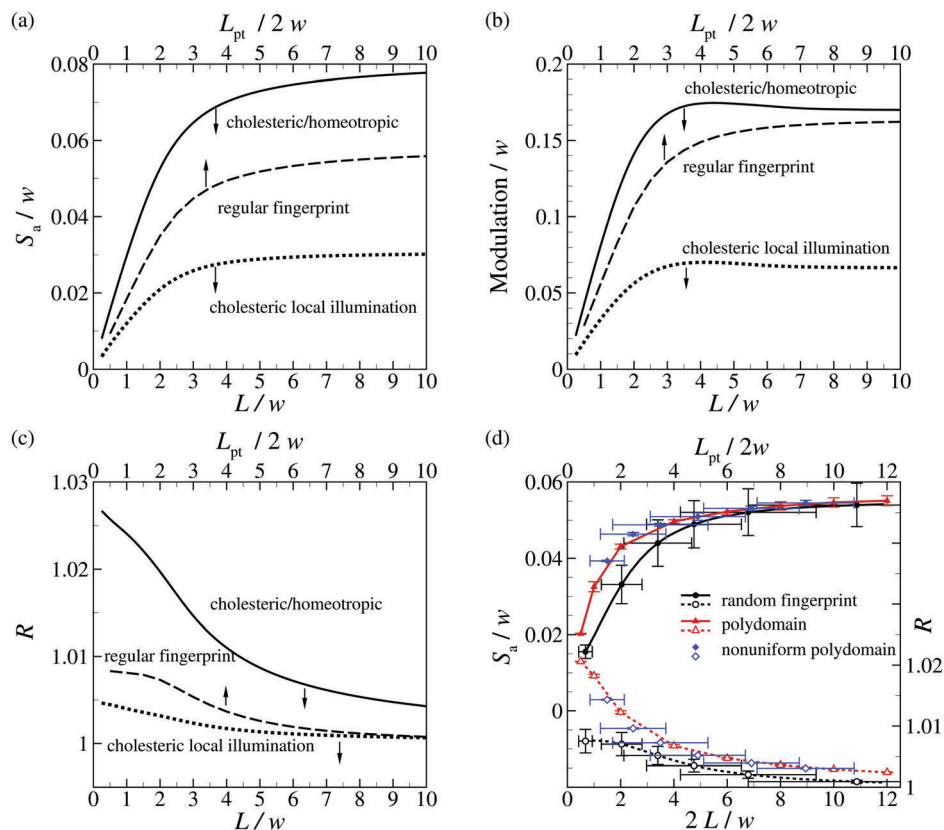 (a)
L_pt / 2 w
0 1 2 3 4 5 6 7 8 9 10
0.08
0.06
0.04
0.02
0
S_a / w
cholesteric/homeotropic
regular fingerprint
cholesteric local illumination
0 1 2 3 4 5 6 7 8 9 10
L / w
(b)
L_pt / 2 w
0 1 2 3 4 5 6 7 8 9 10
0.2
0.15
0.1
0.05
0
Modulation / w
cholesteric/homeotropic
regular fingerprint
cholesteric local illumination
0 1 2 3 4 5 6 7 8 9 10
L / w
(c)
L_pt / 2 w
0 1 2 3 4 5 6 7 8 9 10
1.03
1.02
1.01
1
R
cholesteric/homeotropic
regular fingerprint
cholesteric local illumination
0 1 2 3 4 5 6 7 8 9 10
L / w
(d)
L_pt / 2w
0 2 4 6 8 10 12
0.06
0.04
0.02
0
S_a / w
random fingerprint
polydomain
nonuniform polydomain
R
1.02
1.01
1
0 2 4 6 8 10 12
2 L / w